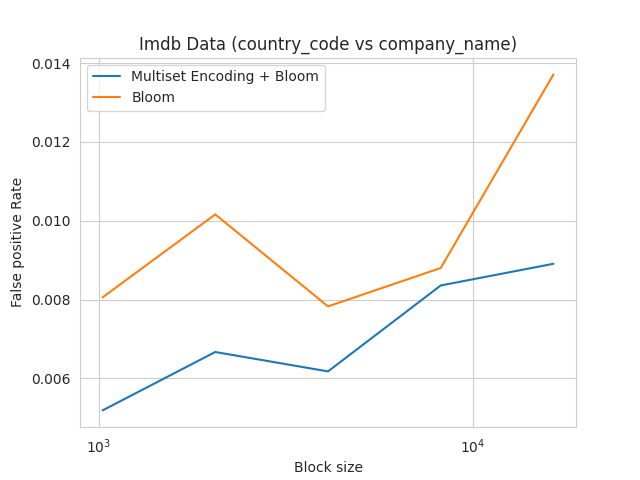 Imdb Data (country_code vs company_name)
Multiset Encoding + Bloom
Bloom
0.014
0.012
0.010
0.008
0.006
False positive Rate
10³
10⁴
Block size